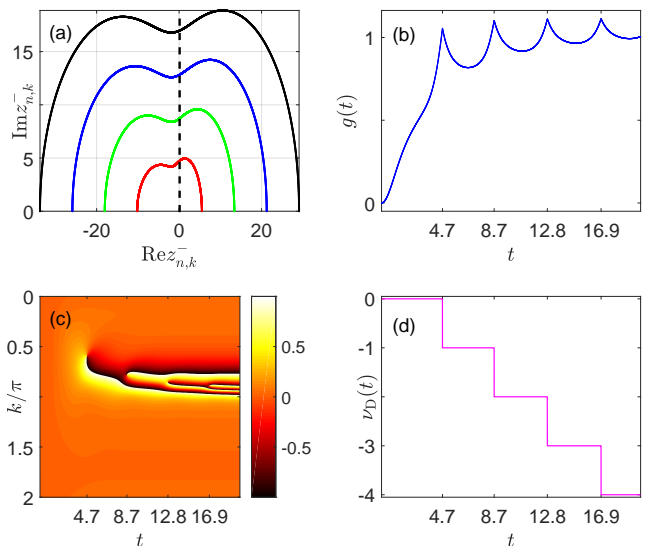 (a)
15
10
5
0
-20
0
20
Imz⁻ₙ,ₖ
Rez⁻ₙ,ₖ
(b)
1
0.5
0
4.7
8.7
12.8
16.9
g(t)
t
(c)
0
0.5
1
1.5
2
4.7
8.7
12.8
16.9
k/π
t
0.5
0
-0.5
(d)
0
-1
-2
-3
-4
4.7
8.7
12.8
16.9
ν_D(t)
t